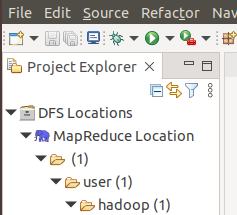 File Edit Source Refactor Nav
Project Explorer
DFS Locations
MapReduce Location
(1)
user (1)
hadoop (1)